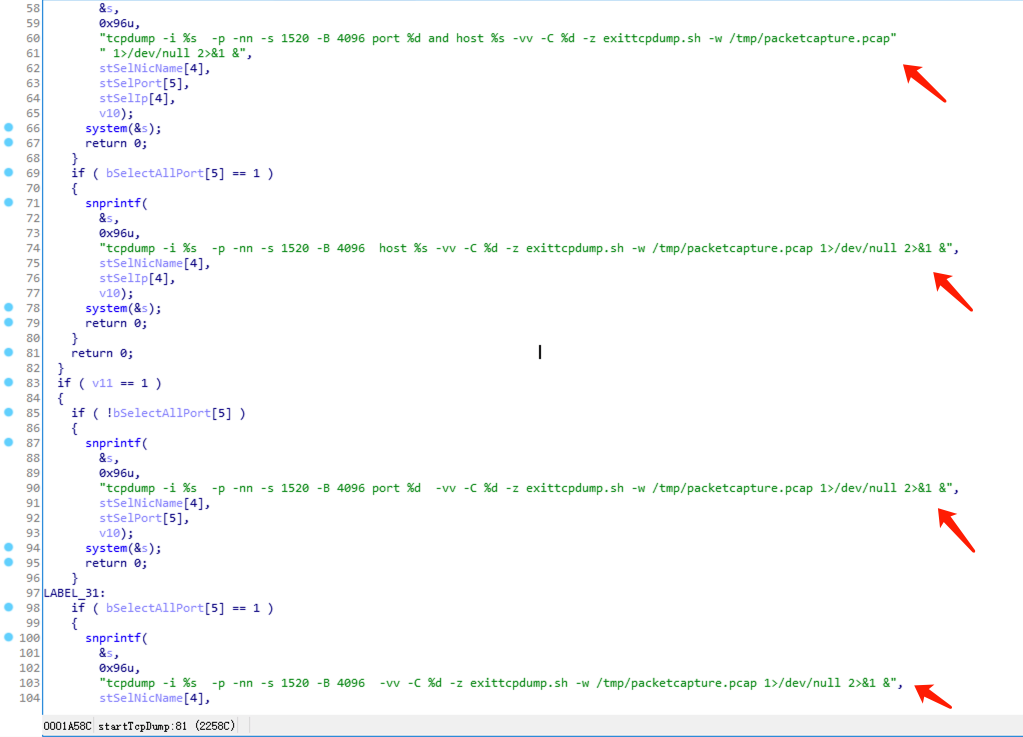 58 &s,
59 0x96u,
60 "tcpdump -i %s  -p -nn -s 1520 -B 4096 port %d and host %s -vv -C %d -z exittcpdump.sh -w /tmp/packetcapture.pcap"
61 " 1>/dev/null 2>&1 &",
62 stSelNicName[4],
63 stSelPort[5],
64 stSelIp[4],
65 v10);
66 system(&s);
67 return 0;
68 }
69 if ( bSelectAllPort[5] == 1 )
70 {
71 snprintf(
72 &s,
73 0x96u,
74 "tcpdump -i %s  -p -nn -s 1520 -B 4096  host %s -vv -C %d -z exittcpdump.sh -w /tmp/packetcapture.pcap 1>/dev/null 2>&1 &",
75 stSelNicName[4],
76 stSelIp[4],
77 v10);
78 system(&s);
79 return 0;
80 }
81 return 0;
82 }
83 if ( v11 == 1 )
84 {
85 if ( !bSelectAllPort[5] )
86 {
87 snprintf(
88 &s,
89 0x96u,
90 "tcpdump -i %s  -p -nn -s 1520 -B 4096 port %d  -vv -C %d -z exittcpdump.sh -w /tmp/packetcapture.pcap 1>/dev/null 2>&1 &",
91 stSelNicName[4],
92 stSelPort[5],
93 v10);
94 system(&s);
95 return 0;
96 }
97 LABEL_31:
98 if ( bSelectAllPort[5] == 1 )
99 {
100 snprintf(
101 &s,
102 0x96u,
103 "tcpdump -i %s  -p -nn -s 1520 -B 4096  -vv -C %d -z exittcpdump.sh -w /tmp/packetcapture.pcap 1>/dev/null 2>&1 &",
104 stSelNicName[4],
0001A58C startTcpDump:81 (2258C)